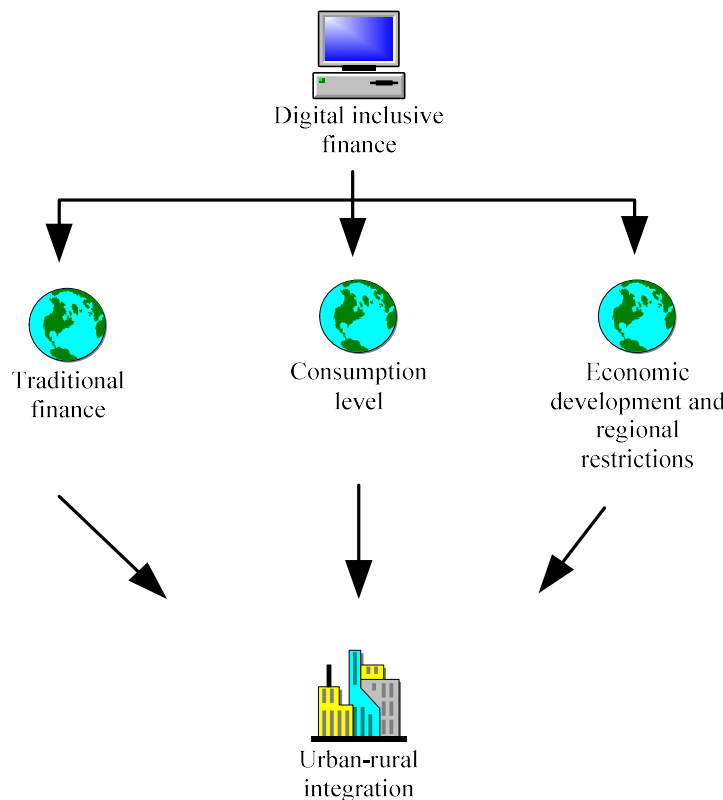 Digital inclusive
finance
Traditional
finance
Consumption
level
Economic
development and
regional
restrictions
Urban-rural
integration